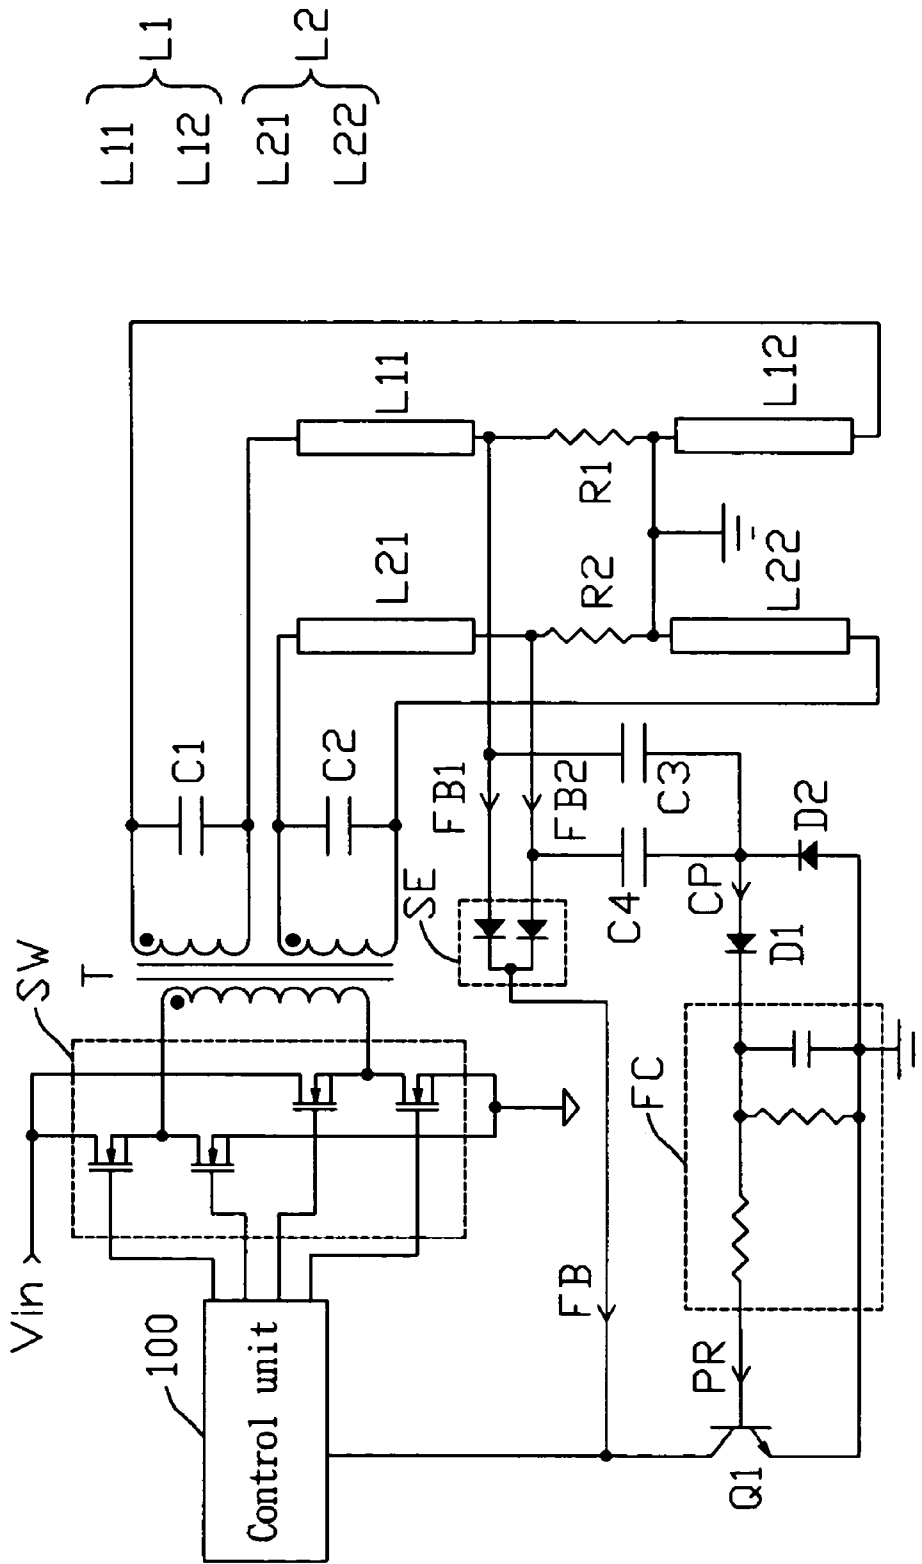 L11
L12
L1
L21
L22
L2
Vin
SW
T
C1
C2
L11
L21
L12
L22
R1
R2
100
Control unit
FB
SE
FB1
FB2
C3
C4
CP
D1
D2
FC
PR
Q1